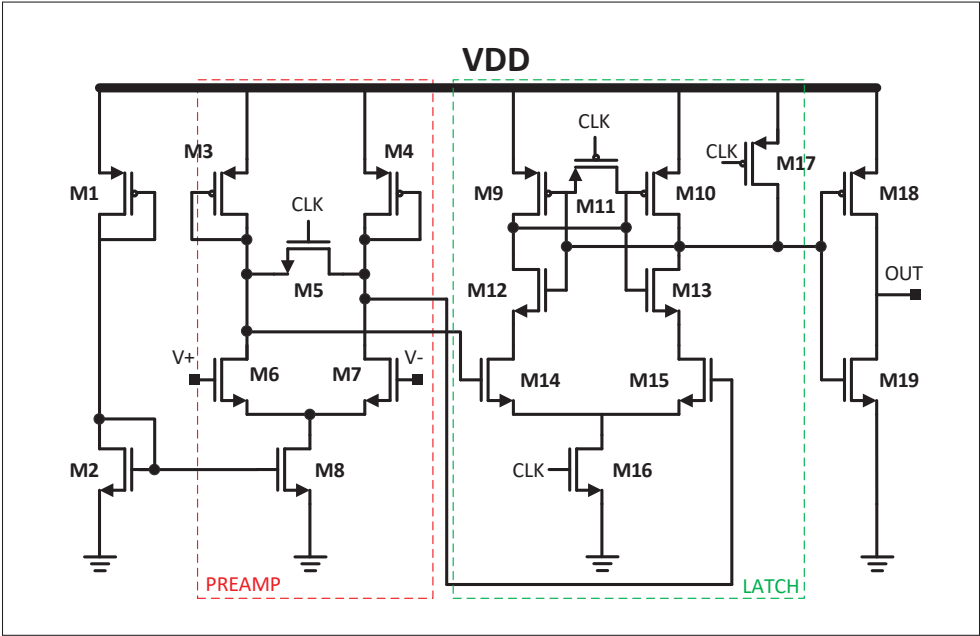 VDD
CLK
M3
M4
CLK
M17
M1
M9
M11
M10
M18
CLK
M5
M12
M13
OUT
V+
V-
M6
M7
M14
M15
M19
M2
M8
CLK
M16
PREAMP
LATCH